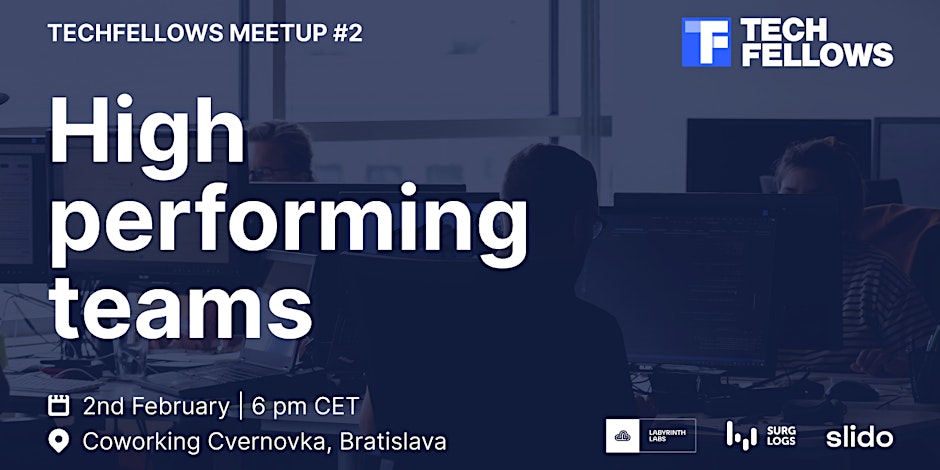 TECHFELLOWS MEETUP #2
TF
TECH
FELLOWS
High
performing
teams
2nd February | 6 pm CET
Coworking Cvernovka, Bratislava
LABYRINTH
LABS
SURG
LOGS
slido